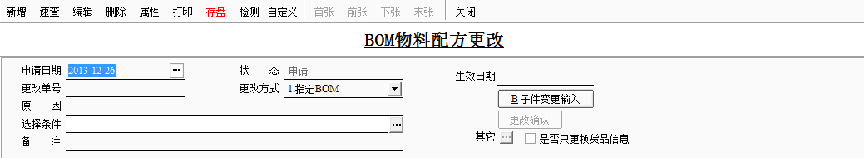 新增 速查 编辑 删除 属性 打印 存盘 检测 自定义 首张 前张 下张 末张 关闭
BOM物料配方更改
申请日期 2013-12-26 ... 状 态 申请 生效日期
更改单号 更改方式 1 指定BOM
B 子件变更输入
原 因
更改确认
选择条件 ...
其它 ... 是否只更换货品信息
备 注